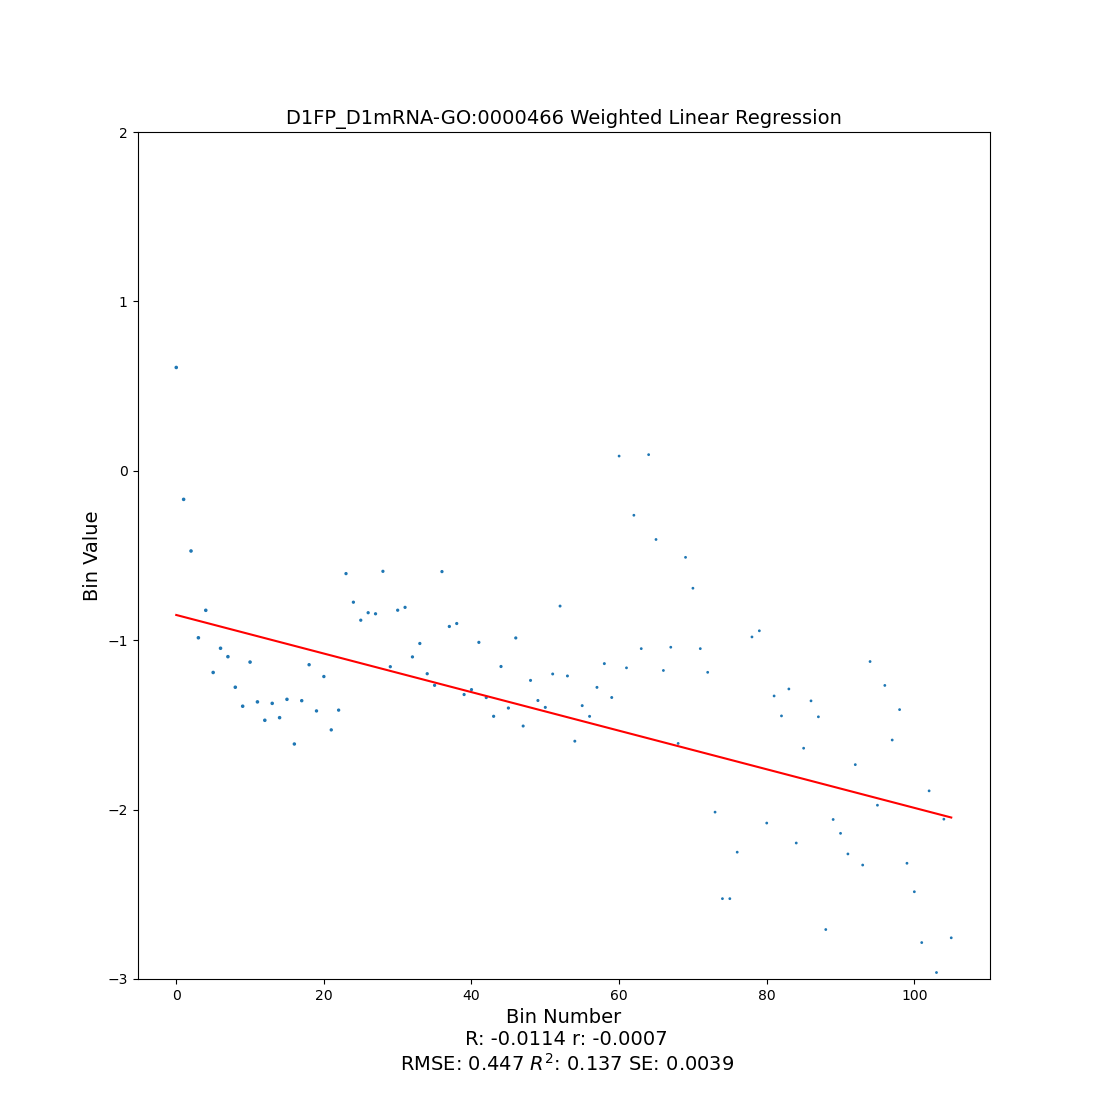 D1FP_D1mRNA-GO:0000466 Weighted Linear Regression
2
1
0
−1
−2
−3
Bin Value
0 20 40 60 80 100
Bin Number
R: -0.0114 r: -0.0007
RMSE: 0.447 R²: 0.137 SE: 0.0039